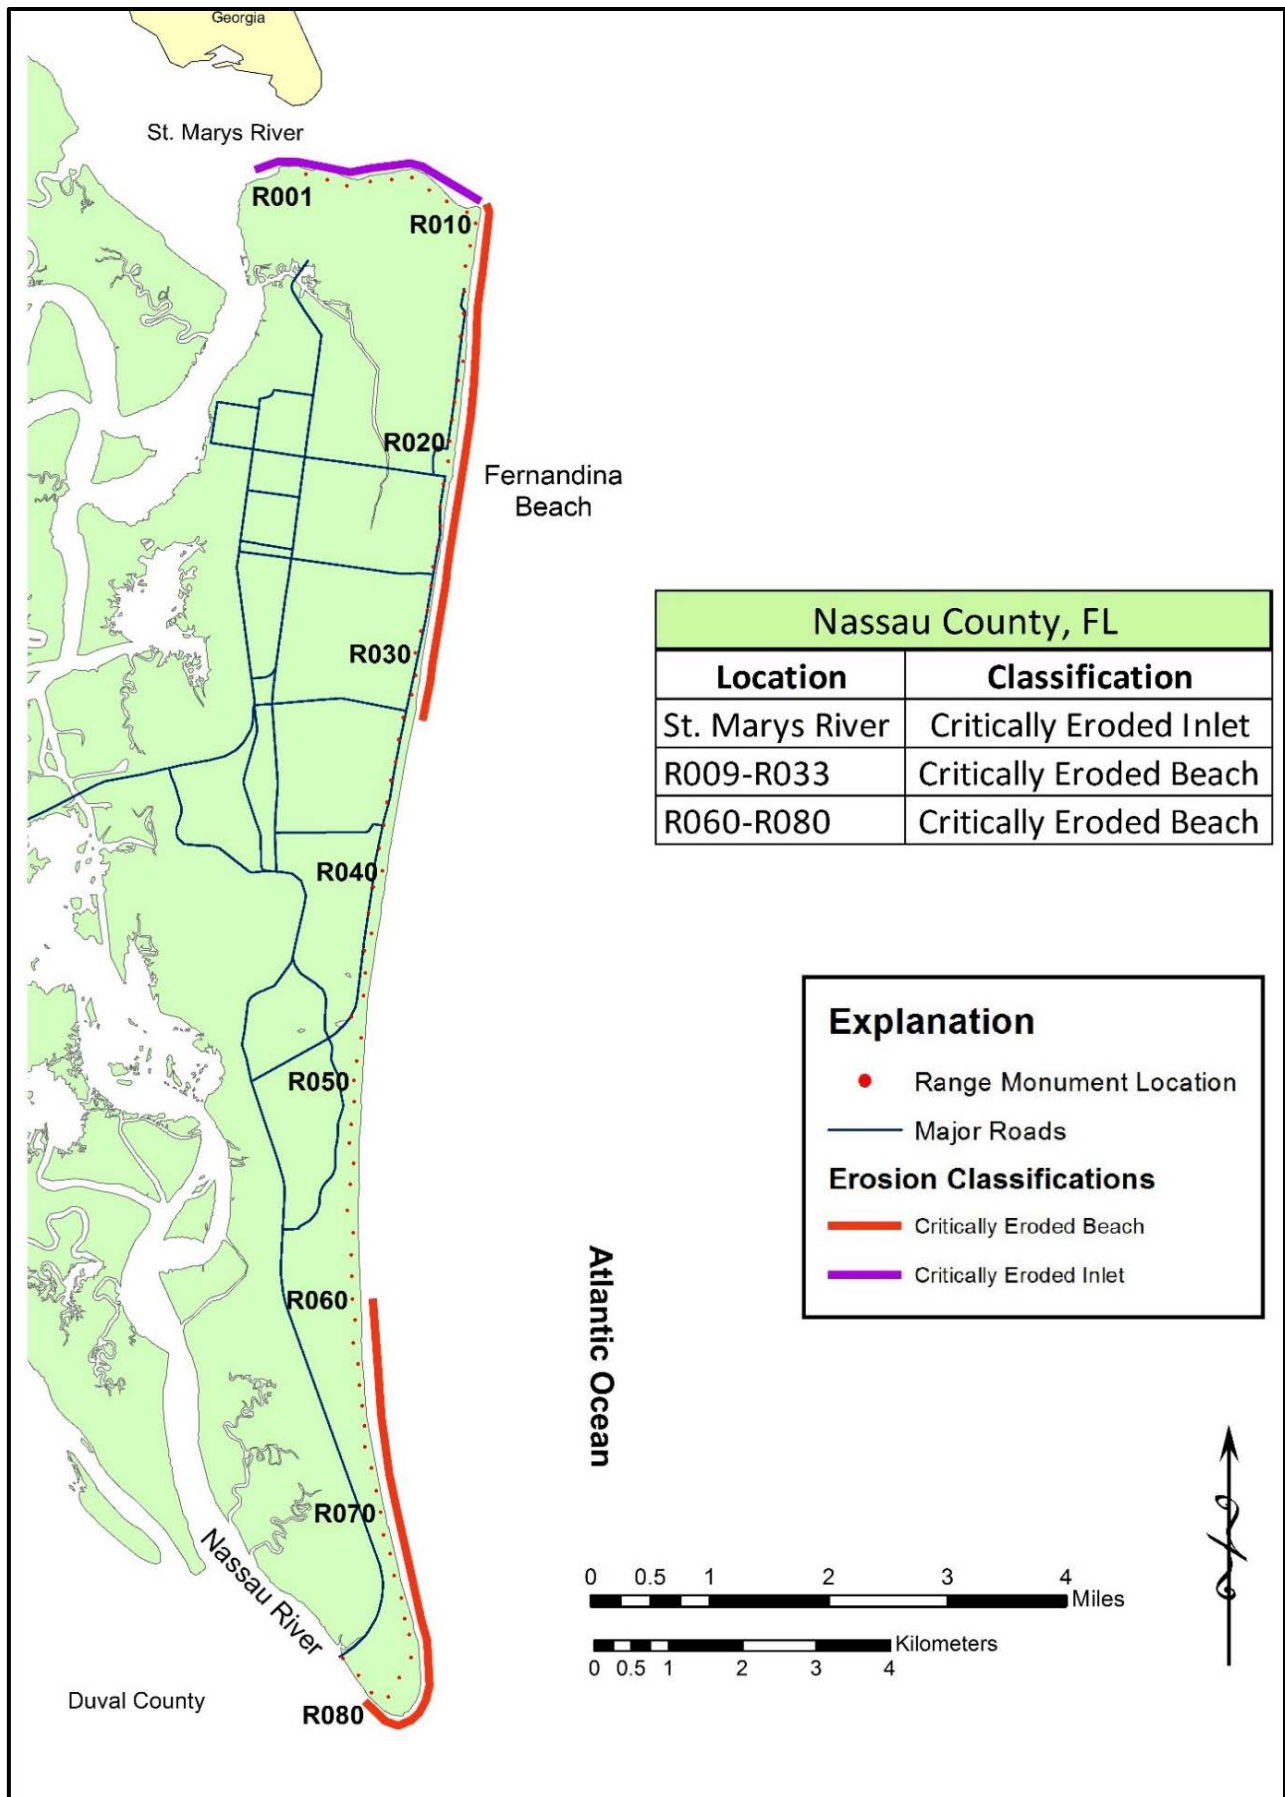 Georgia
St. Marys River
R001
R010
R020
Fernandina
Beach
R030
Nassau County, FL
Location Classification
St. Marys River Critically Eroded Inlet
R009-R033 Critically Eroded Beach
R060-R080 Critically Eroded Beach
R040
Explanation
Range Monument Location
Major Roads
Erosion Classifications
Critically Eroded Beach
Critically Eroded Inlet
R050
R060
Atlantic Ocean
R070
Nassau River
0 0.5 1 2 3 4
Miles
Kilometers
0 0.5 1 2 3 4
Duval County
R080